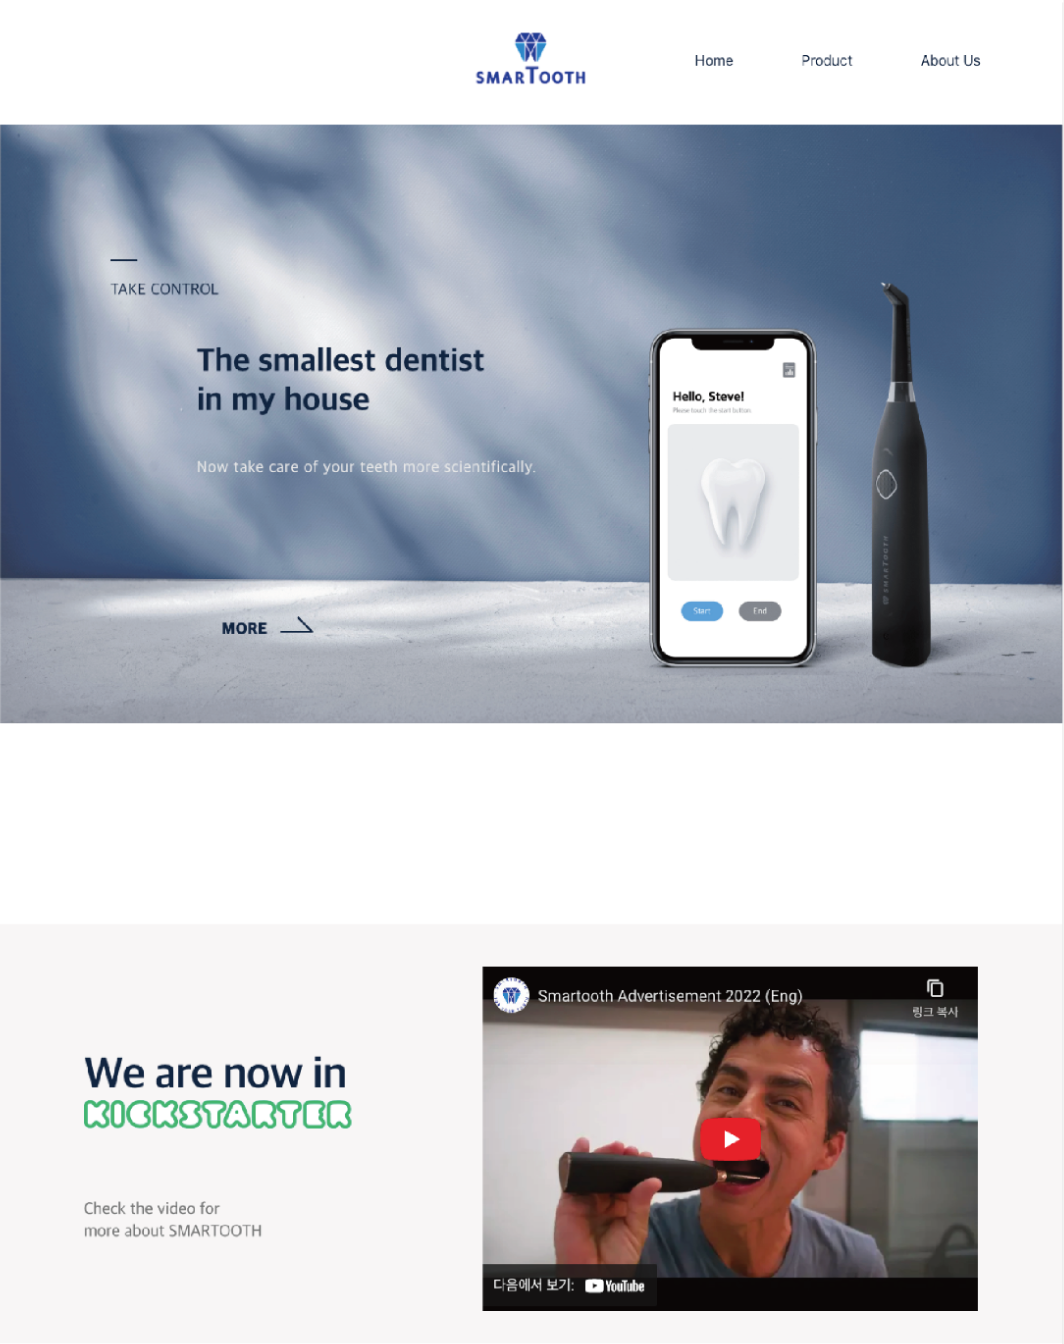 SMARTOOTH
Home
Product
About Us
TAKE CONTROL
The smallest dentist
in my house
Now take care of your teeth more scientifically.
MORE
Hello, Steve!
Please touch the start button.
Start
End
SMARTOOTH
We are now in
KICKSTARTER
Check the video for
more about SMARTOOTH
Smartooth Advertisement 2022 (Eng)
링크 복사
다음에서 보기: YouTube